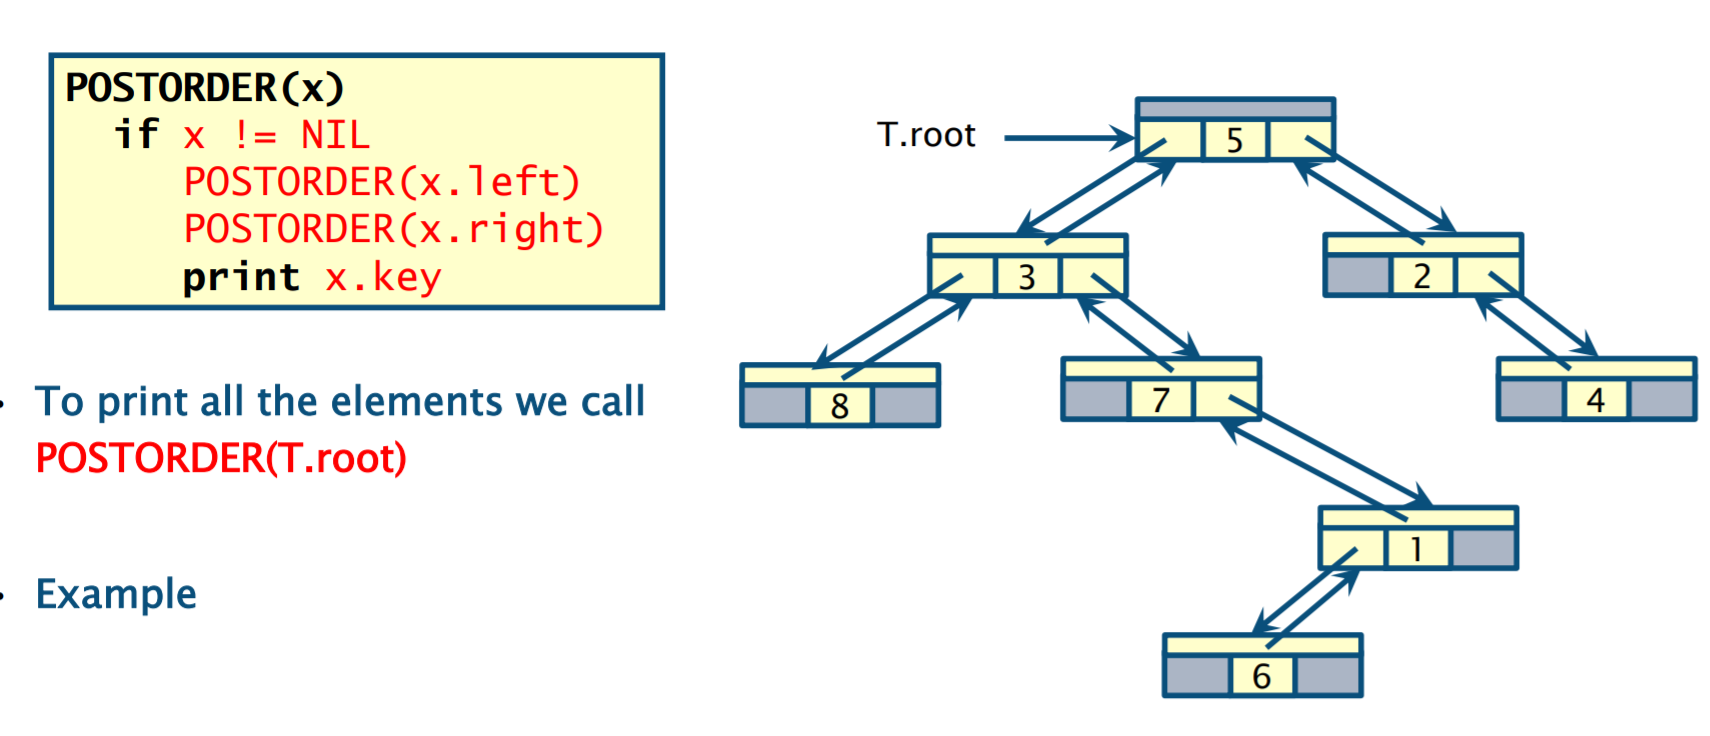 POSTORDER(x)
if x != NIL
POSTORDER(x.left)
POSTORDER(x.right)
print x.key
• To print all the elements we call
POSTORDER(T.root)
• Example
T.root
5
3
2
8
7
4
1
6